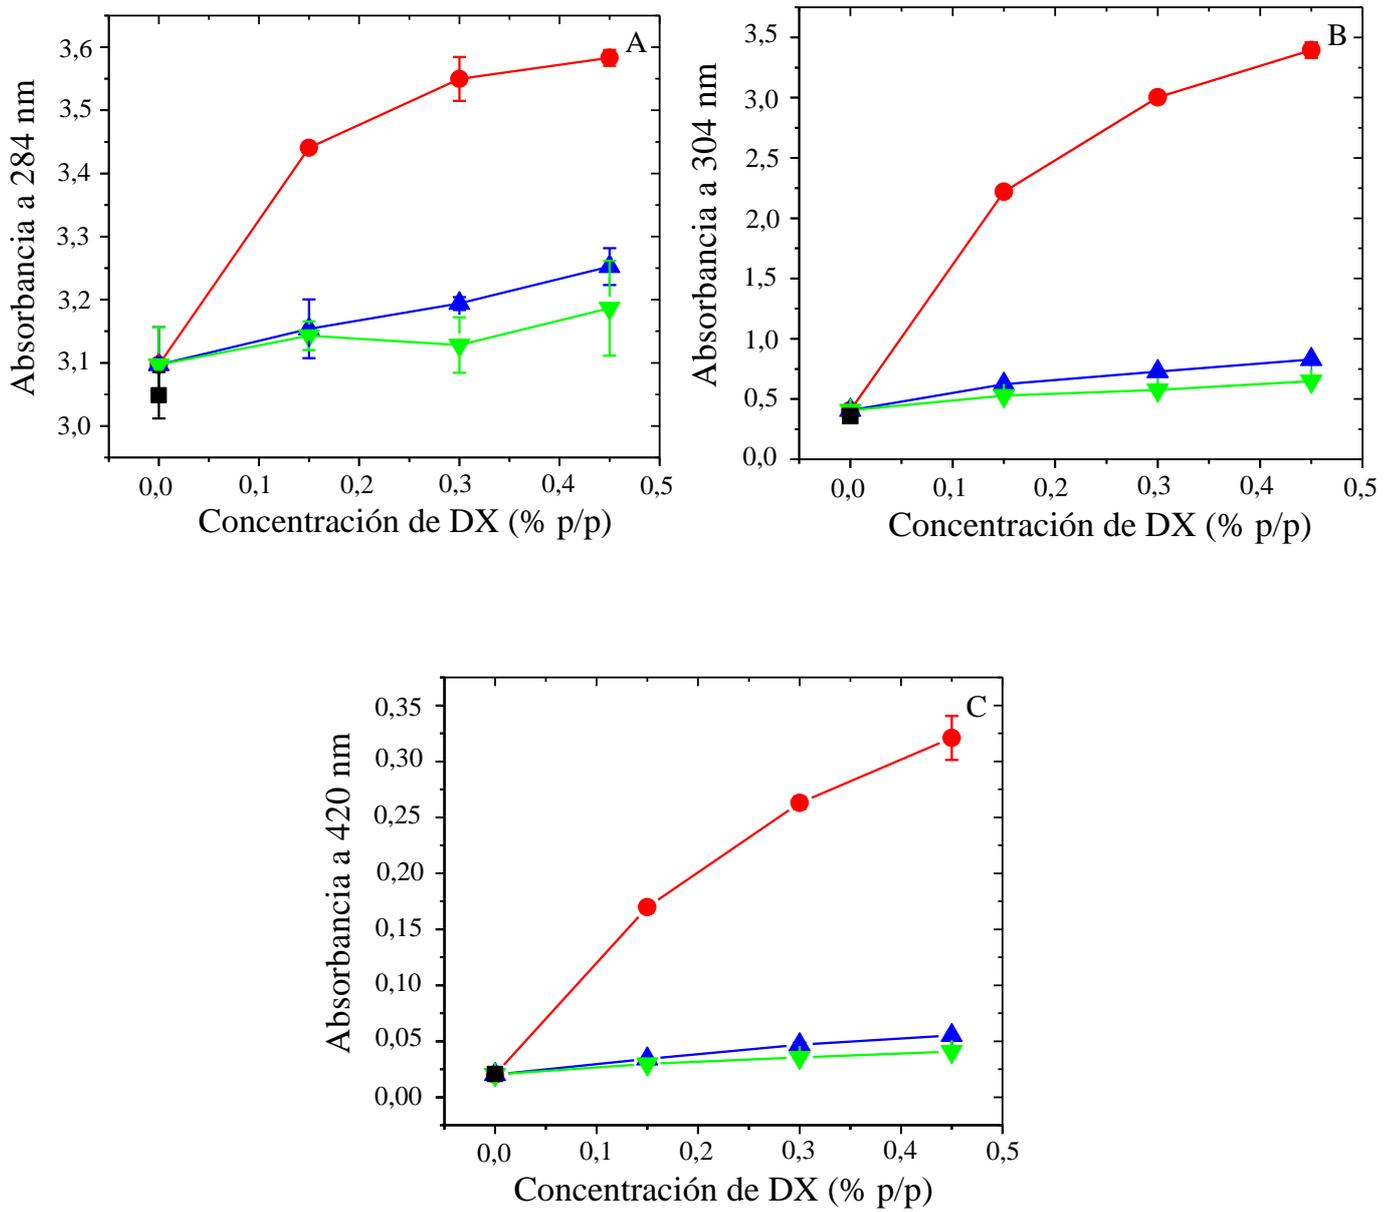 A
Absorbancia a 284 nm
3,6
3,5
3,4
3,3
3,2
3,1
3,0
0,0 0,1 0,2 0,3 0,4 0,5
Concentración de DX (% p/p)
B
Absorbancia a 304 nm
3,5
3,0
2,5
2,0
1,5
1,0
0,5
0,0
0,0 0,1 0,2 0,3 0,4 0,5
Concentración de DX (% p/p)
C
Absorbancia a 420 nm
0,35
0,30
0,25
0,20
0,15
0,10
0,05
0,00
0,0 0,1 0,2 0,3 0,4 0,5
Concentración de DX (% p/p)